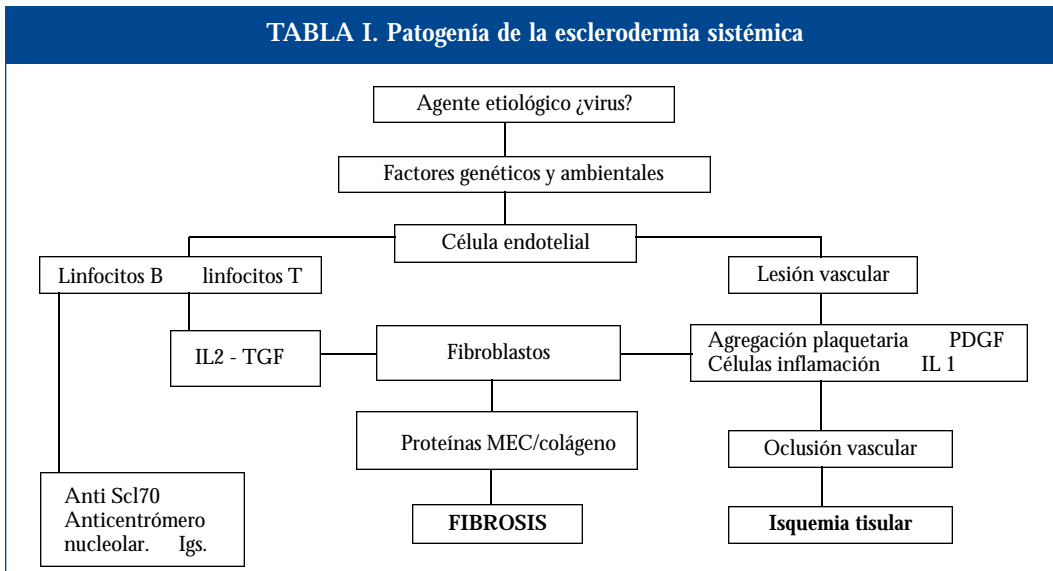 TABLA I. Patogenía de la esclerodermia sistémica
Agente etiológico ¿virus?
Factores genéticos y ambientales
Célula endotelial
Linfocitos B linfocitos T
Lesión vascular
IL2 - TGF
Fibroblastos
Agregación plaquetaria PDGF
Células inflamación IL 1
Proteínas MEC/colágeno
Oclusión vascular
Anti Scl70
Anticentrómero
nucleolar. Igs.
FIBROSIS
Isquemia tisular